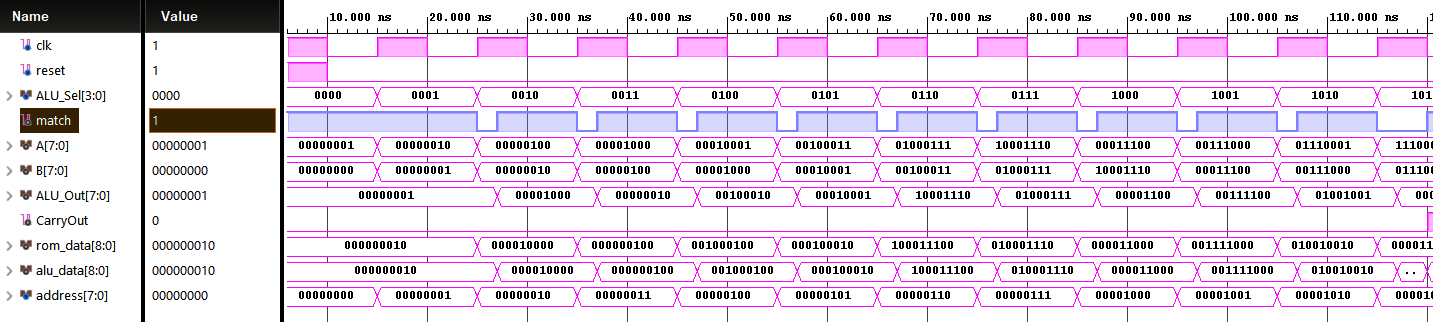 Name Value 10.000 ns 20.000 ns 30.000 ns 40.000 ns 50.000 ns 60.000 ns 70.000 ns 80.000 ns 90.000 ns 100.000 ns 110.000 ns
clk 1
reset 1
ALU_Sel[3:0] 0000 0000 0001 0010 0011 0100 0101 0110 0111 1000 1001 1010 101
match 1
A[7:0] 00000001 00000001 00000010 00000100 00001000 00010001 00100011 01000111 10001110 00011100 00111000 01110001 111000
B[7:0] 00000000 00000000 00000001 00000010 00000100 00001000 00010001 00100011 01000111 10001110 00011100 00111000 011100
ALU_Out[7:0] 00000001 00000001 00001000 00000010 00100010 00010001 10001110 01000111 00001100 00111100 01001001 000
CarryOut 0
rom_data[8:0] 000000010 000000010 000010000 000000100 001000100 000100010 100011100 010001110 000011000 001111000 010010010 000011
alu_data[8:0] 000000010 000000010 000010000 000000100 001000100 000100010 100011100 010001110 000011000 001111000 010010010 ..
address[7:0] 00000000 00000000 00000001 00000010 00000011 00000100 00000101 00000110 00000111 00001000 00001001 00001010 000010